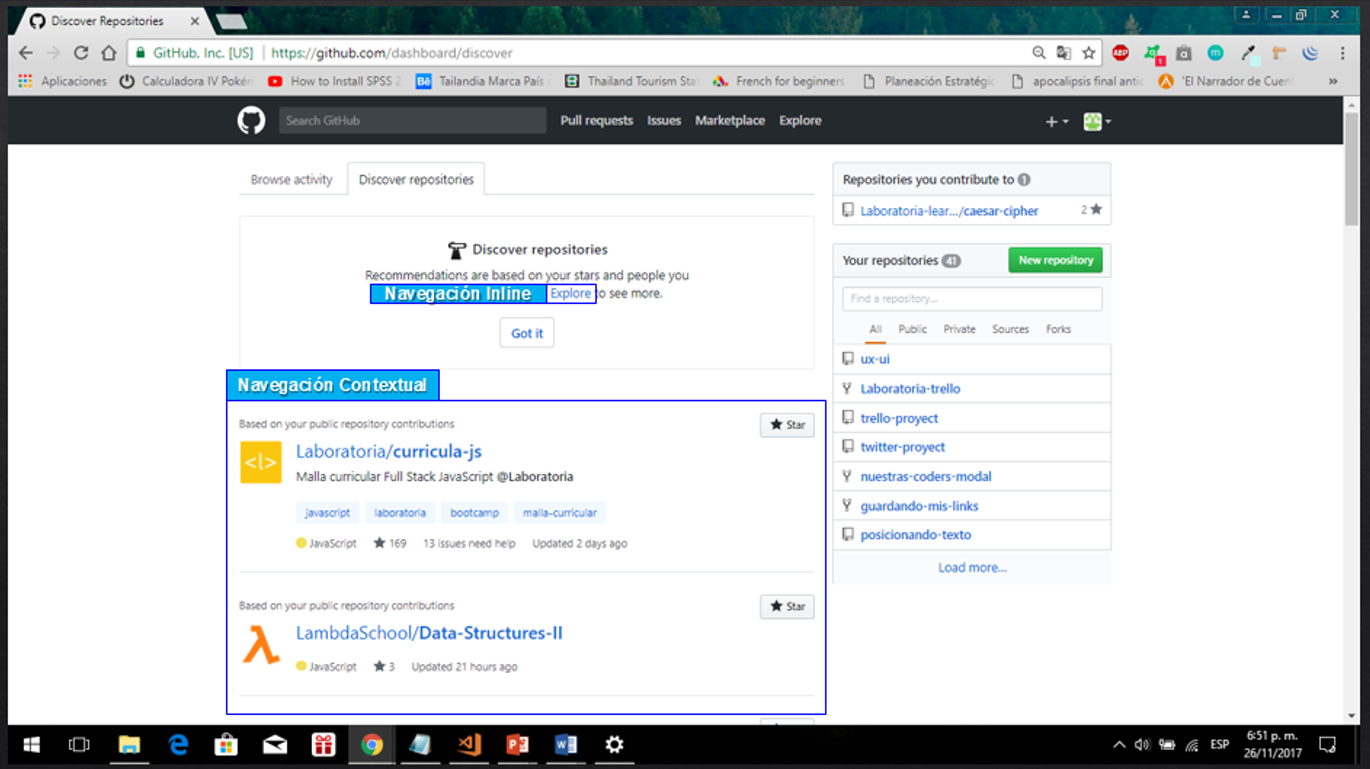 Discover Repositories
GitHub, Inc. [US] https://github.com/dashboard/discover
ABP
1
m
Aplicaciones Calculadora IV Pokém How to Install SPSS 2 Bē Tailandia Marca País c Thailand Tourism Stat French for beginners Planeación Estratégic apocalipsis final antic 'El Narrador de Cuent »
Search GitHub Pull requests Issues Marketplace Explore
Browse activity Discover repositories
Discover repositories
Recommendations are based on your stars and people you
Navegación Inline Explore to see more.
Got it
Navegación Contextual
Based on your public repository contributions
Star
Laboratoria/curricula-js
Malla curricular Full Stack JavaScript @Laboratoria
javascript laboratoria bootcamp malla-curricular
JavaScript 169 13 issues need help Updated 2 days ago
Based on your public repository contributions
Star
LambdaSchool/Data-Structures-II
JavaScript 3 Updated 21 hours ago
Repositories you contribute to 1
Laboratoria-lear.../caesar-cipher 2
Your repositories 41 New repository
Find a repository...
All Public Private Sources Forks
ux-ui
Laboratoria-trello
trello-proyect
twitter-proyect
nuestras-coders-modal
guardando-mis-links
posicionando-texto
Load more...
ESP
6:51 p. m.
26/11/2017